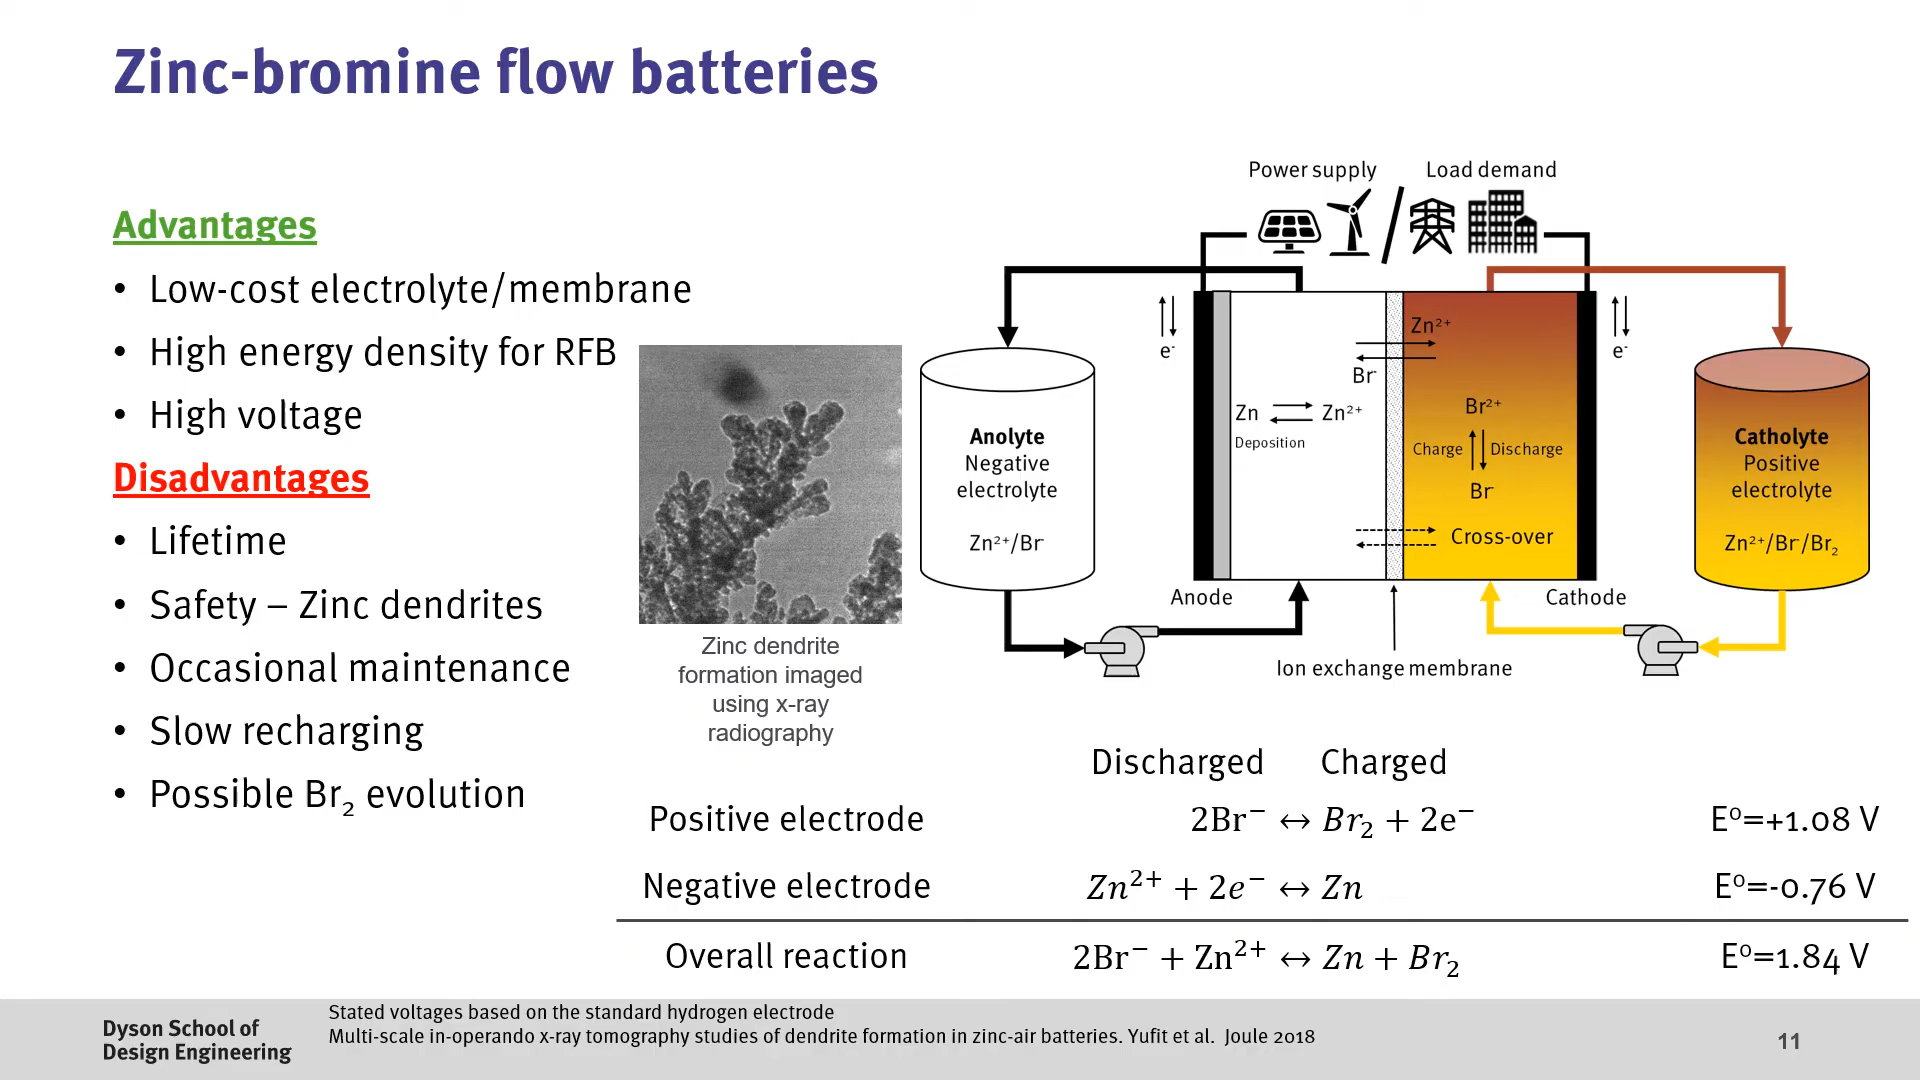 Zinc-bromine flow batteries
Advantages
• Low-cost electrolyte/membrane
• High energy density for RFB
• High voltage
Disadvantages
• Lifetime
• Safety – Zinc dendrites
• Occasional maintenance
• Slow recharging
• Possible Br₂ evolution
Zinc dendrite
formation imaged
using x-ray
radiography
Power supply
Load demand
e⁻
e⁻
Anolyte
Negative
electrolyte
Zn²⁺/Br⁻
Zn ⇌ Zn²⁺
Deposition
Zn²⁺
Br⁻
Br²⁺
Charge
Discharge
Br⁻
Cross-over
Catholyte
Positive
electrolyte
Zn²⁺/Br⁻/Br₂
Anode
Cathode
Ion exchange membrane
Discharged Charged
Positive electrode 2Br⁻ ↔ Br₂ + 2e⁻ E⁰=+1.08 V
Negative electrode Zn²⁺ + 2e⁻ ↔ Zn E⁰=-0.76 V
Overall reaction 2Br⁻ + Zn²⁺ ↔ Zn + Br₂ E⁰=1.84 V
Dyson School of
Design Engineering
Stated voltages based on the standard hydrogen electrode
Multi-scale in-operando x-ray tomography studies of dendrite formation in zinc-air batteries. Yufit et al. Joule 2018
11